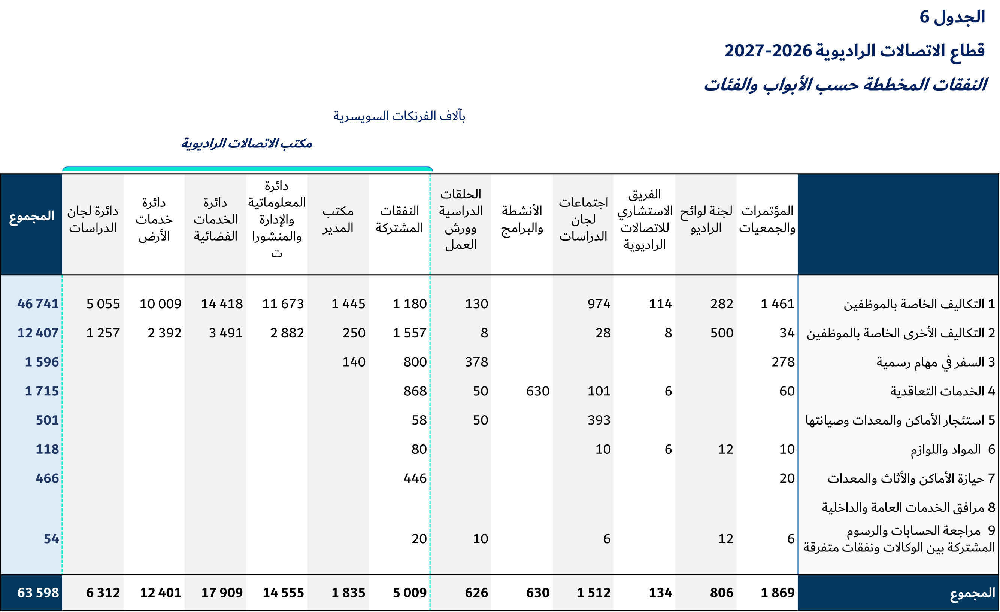 الجدول 6
قطاع الاتصالات الراديوية 2026-2027
النفقات المخططة حسب الأبواب والفئات
بآلاف الفرنكات السويسرية
مكتب الاتصالات الراديوية
المؤتمرات
والجمعيات
لجنة لوائح
الراديو
الفريق
الاستشاري
للاتصالات
الراديوية
اجتماعات
لجان
الدراسات
الأنشطة
والبرامج
الحلقات
الدراسية
وورش
العمل
النفقات
المشتركة
مكتب
المدير
دائرة
المعلوماتية
والإدارة
والمنشورا
ت
دائرة
الخدمات
الفضائية
دائرة
خدمات
الأرض
دائرة لجان
الدراسات
المجموع
1 التكاليف الخاصة بالموظفين 1 461 282 114 974 130 1 180 1 445 11 673 14 418 10 009 5 055 46 741
2 التكاليف الأخرى الخاصة بالموظفين 34 500 8 28 8 1 557 250 2 882 3 491 2 392 1 257 12 407
3 السفر في مهام رسمية 278 378 800 140 1 596
4 الخدمات التعاقدية 60 6 101 630 50 868 1 715
5 استئجار الأماكن والمعدات وصيانتها 393 50 58 501
6 المواد واللوازم 10 12 6 10 80 118
7 حيازة الأماكن والأثاث والمعدات 20 446 466
8 مرافق الخدمات العامة والداخلية
9 مراجعة الحسابات والرسوم
المشتركة بين الوكالات ونفقات متفرقة
6 12 6 10 20 54
المجموع 1 869 806 134 1 512 630 626 5 009 1 835 14 555 17 909 12 401 6 312 63 598